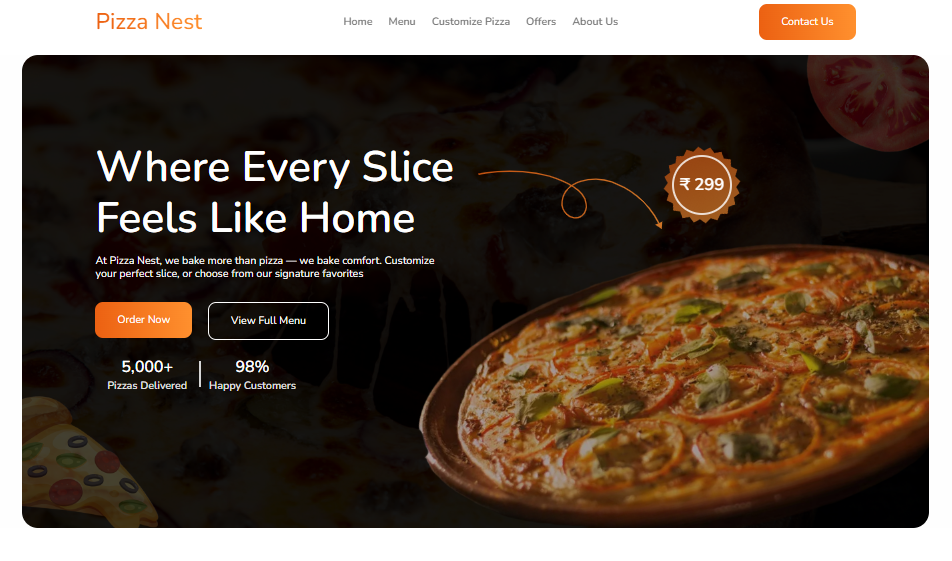 Pizza Nest
Home Menu Customize Pizza Offers About Us
Contact Us
Where Every Slice
Feels Like Home
₹ 299
At Pizza Nest, we bake more than pizza — we bake comfort. Customize
your perfect slice, or choose from our signature favorites
Order Now
View Full Menu
5,000+
Pizzas Delivered
98%
Happy Customers